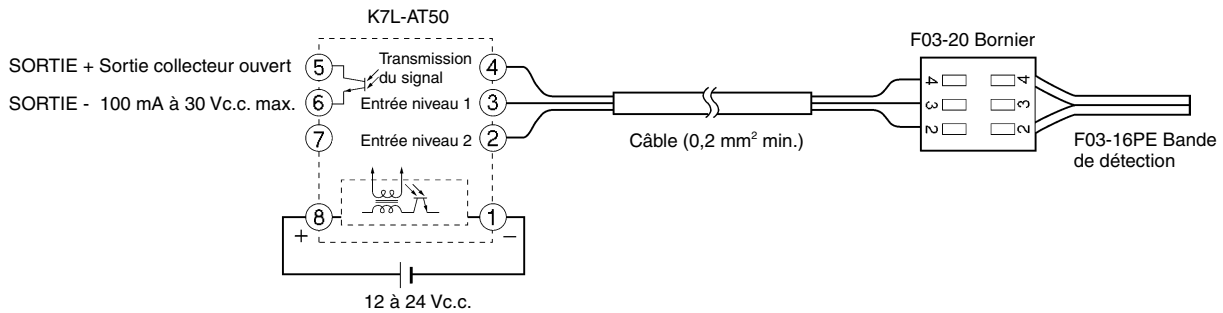 K7L-AT50
F03-20 Bornier
SORTIE + Sortie collecteur ouvert
5
Transmission
du signal
4
SORTIE - 100 mA à 30 Vc.c. max.
6
Entrée niveau 1
3
7
Entrée niveau 2
2
4
3
2
4
3
2
Câble (0,2 mm² min.)
F03-16PE Bande
de détection
8
1
+
−
12 à 24 Vc.c.